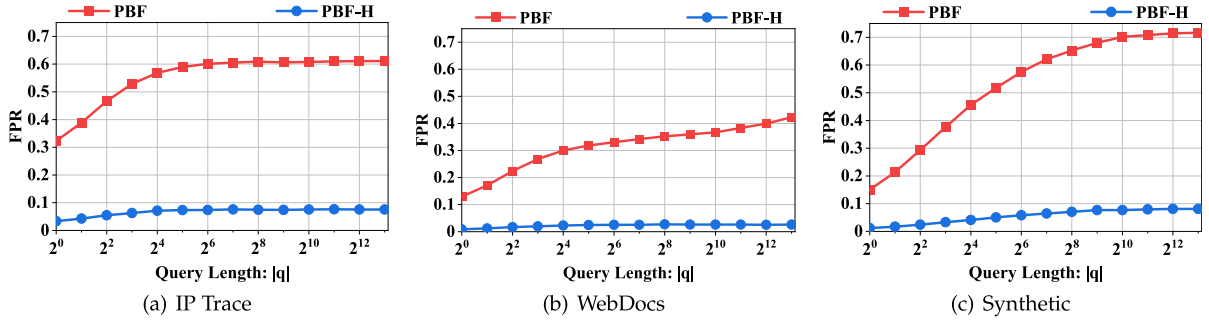 PBF PBF-H
0.7
0.6
0.5
0.4
0.3
0.2
0.1
0
FPR
2^0 2^2 2^4 2^6 2^8 2^10 2^12
Query Length: |q|
(a) IP Trace
PBF PBF-H
0.7
0.6
0.5
0.4
0.3
0.2
0.1
0
FPR
2^0 2^2 2^4 2^6 2^8 2^10 2^12
Query Length: |q|
(b) WebDocs
PBF PBF-H
0.7
0.6
0.5
0.4
0.3
0.2
0.1
0
FPR
2^0 2^2 2^4 2^6 2^8 2^10 2^12
Query Length: |q|
(c) Synthetic